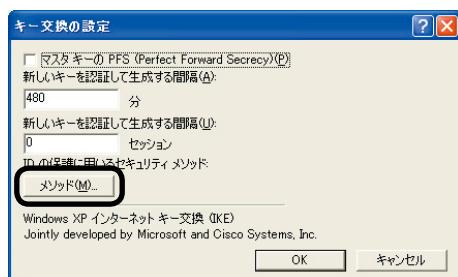 キー交換の設定
マスタ キーの PFS (Perfect Forward Secrecy)(P)
新しいキーを認証して生成する間隔(A):
480 分
新しいキーを認証して生成する間隔(U):
0 セッション
ID の保護に用いるセキュリティ メソッド:
メソッド(M)...
Windows XP インターネット キー交換 (IKE)
Jointly developed by Microsoft and Cisco Systems, Inc.
OK キャンセル